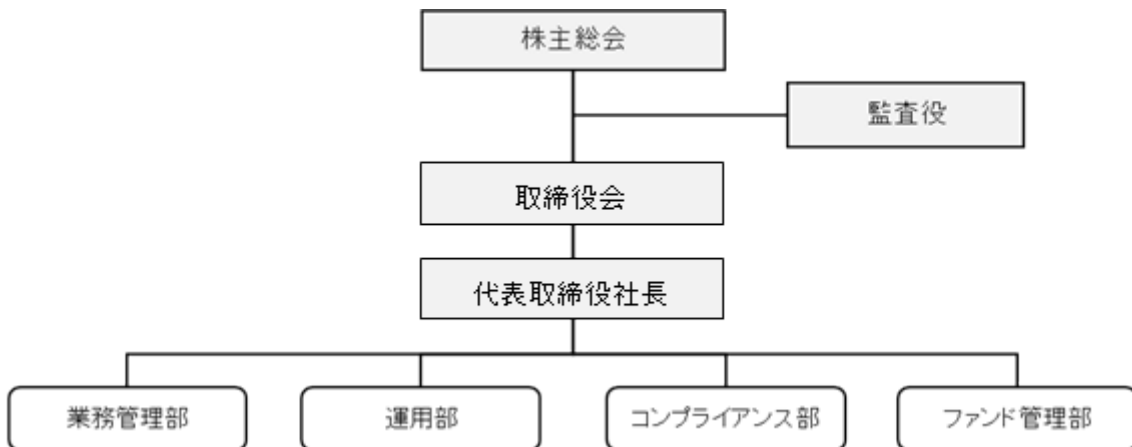 株主総会
監査役
取締役会
代表取締役社長
業務管理部
運用部
コンプライアンス部
ファンド管理部